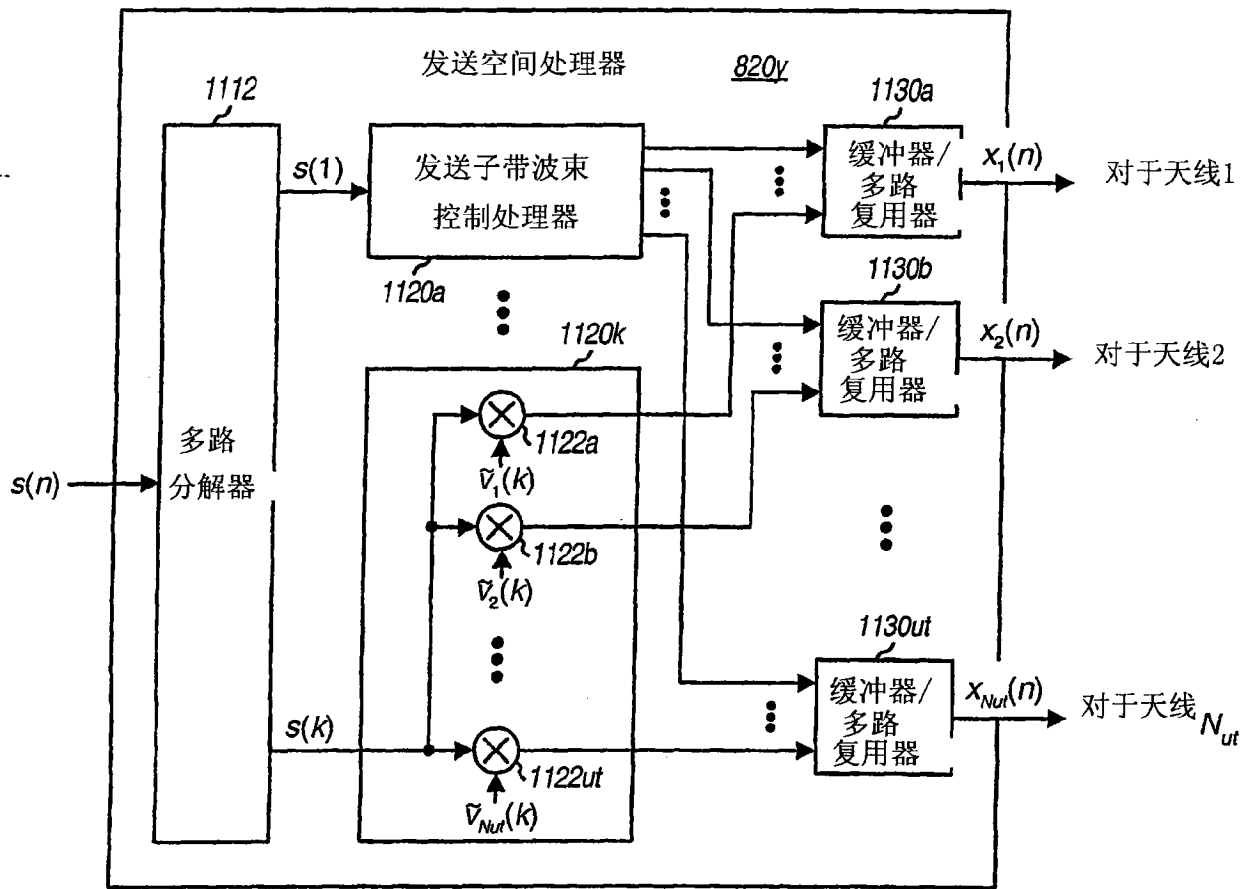 发送空间处理器
820y
1112
s(1)
发送子带波束
控制处理器
1120a
1120k
多路
分解器
s(n)
s(k)
1122a
ṽ₁(k)
1122b
ṽ₂(k)
1122ut
ṽNut(k)
1130a
缓冲器/
多路
复用器
x₁(n)
对于天线1
1130b
缓冲器/
多路
复用器
x₂(n)
对于天线2
1130ut
缓冲器/
多路
复用器
xNut(n)
对于天线Nut